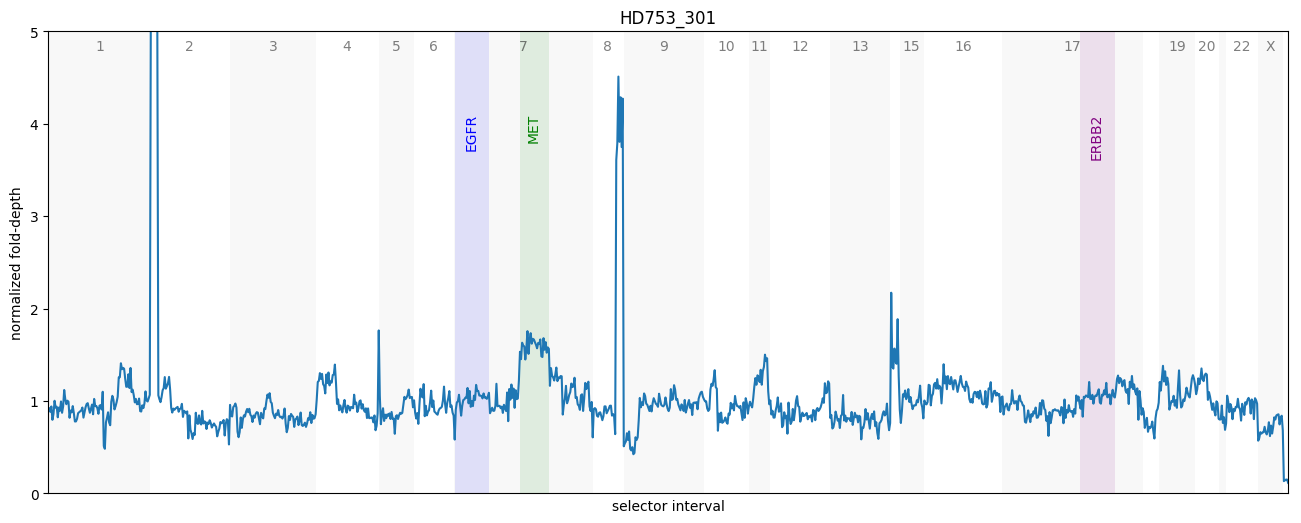 HD753_301
1 2 3 4 5 6 7 8 9 10 11 12 13 15 16 17 19 20 22 X
EGFR
MET
ERBB2
5
4
3
2
1
0
normalized fold-depth
selector interval